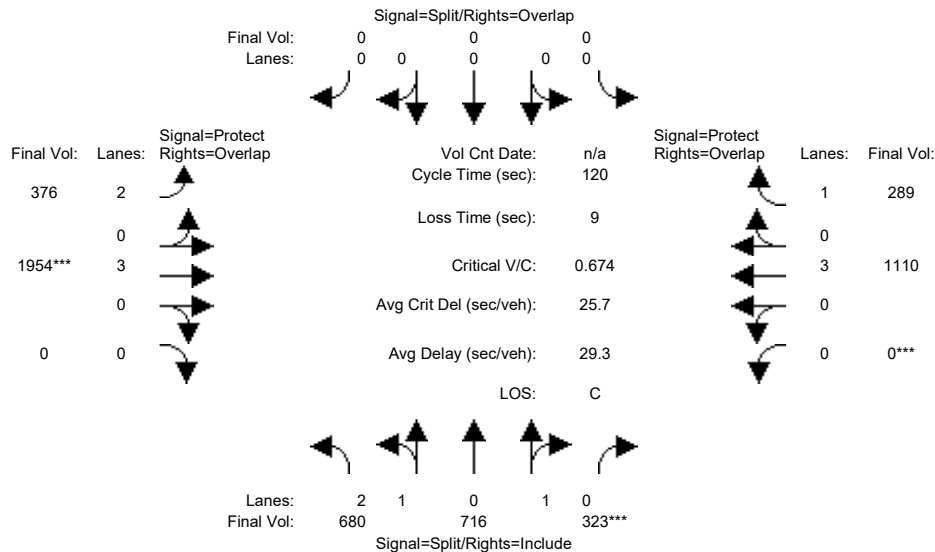 Signal=Split/Rights=Overlap
Final Vol: 0 0 0
Lanes: 0 0 0 0 0
Signal=Protect Signal=Protect
Final Vol: Lanes: Rights=Overlap Vol Cnt Date: n/a Rights=Overlap Lanes: Final Vol:
Cycle Time (sec): 120
376 2 1 289
Loss Time (sec): 9
0 0
1954*** 3 Critical V/C: 0.674 3 1110
0 Avg Crit Del (sec/veh): 25.7 0
0 0 Avg Delay (sec/veh): 29.3 0 0***
LOS: C
Lanes: 2 1 0 1 0
Final Vol: 680 716 323***
Signal=Split/Rights=Include